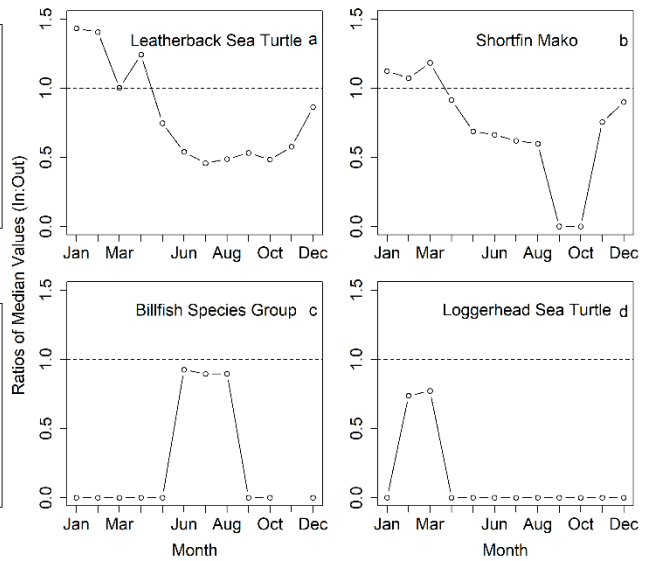 Ratios of Median Values (In:Out)
Leatherback Sea Turtle a
1.5
1.0
0.5
0.0
Jan Mar Jun Aug Oct Dec
Shortfin Mako b
1.5
1.0
0.5
0.0
Jan Mar Jun Aug Oct Dec
Billfish Species Group c
1.5
1.0
0.5
0.0
Jan Mar Jun Aug Oct Dec
Month
Loggerhead Sea Turtle d
1.5
1.0
0.5
0.0
Jan Mar Jun Aug Oct Dec
Month